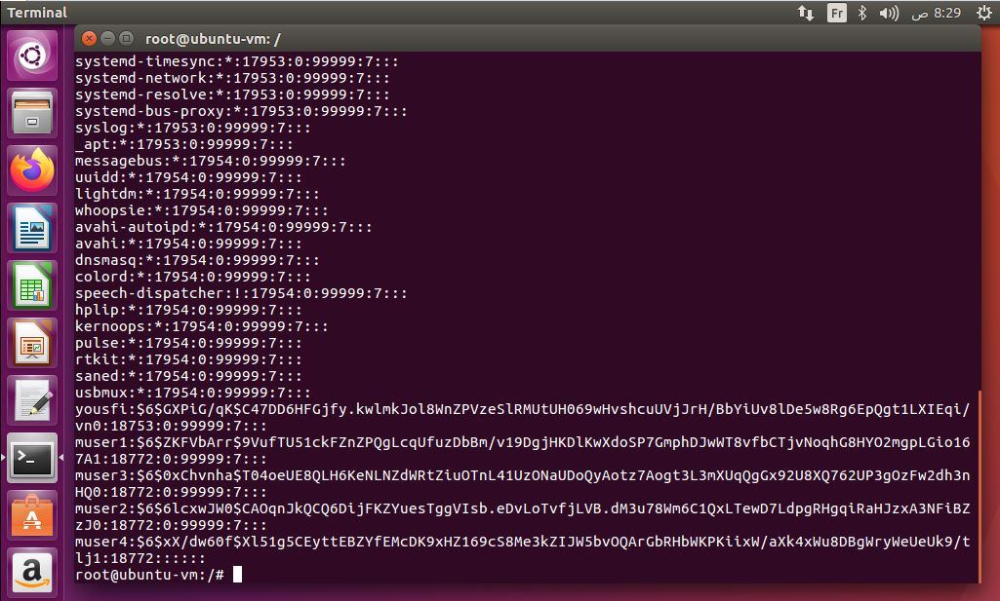 Terminal
Fr
ص 8:29
root@ubuntu-vm: /
systemd-timesync:*:17953:0:99999:7:::
systemd-network:*:17953:0:99999:7:::
systemd-resolve:*:17953:0:99999:7:::
systemd-bus-proxy:*:17953:0:99999:7:::
syslog:*:17953:0:99999:7:::
_apt:*:17953:0:99999:7:::
messagebus:*:17954:0:99999:7:::
uuidd:*:17954:0:99999:7:::
lightdm:*:17954:0:99999:7:::
whoopsie:*:17954:0:99999:7:::
avahi-autoipd:*:17954:0:99999:7:::
avahi:*:17954:0:99999:7:::
dnsmasq:*:17954:0:99999:7:::
colord:*:17954:0:99999:7:::
speech-dispatcher:!:17954:0:99999:7:::
hplip:*:17954:0:99999:7:::
kernoops:*:17954:0:99999:7:::
pulse:*:17954:0:99999:7:::
rtkit:*:17954:0:99999:7:::
saned:*:17954:0:99999:7:::
usbmux:*:17954:0:99999:7:::
yousfi:$6$GXPiG/qK$C47DD6HFGjfy.kwlmkJol8WnZPVzeSlRMUtUH069wHvshcuUVjJrH/BbYiUv8lDe5w8Rg6EpQgt1LXIEqi/
vn0:18753:0:99999:7:::
muser1:$6$ZKFVbArr$9VufTU51ckFZnZPQgLcqUfuzDbBm/v19DgjHKDlKwXdoSP7GmphDJwWT8vfbCTjvNoqhG8HYO2mgpLGio16
7A1:18772:0:99999:7:::
muser3:$6$0xChvnha$T04oeUE8QLH6KeNLNZdWRtZiuOTnL41UzONaUDoQyAotz7Aogt3L3mXUqQgGx92U8XQ762UP3gOzFw2dh3n
HQ0:18772:0:99999:7:::
muser2:$6$6lcxwJW0$CAOqnJkQCQ6DijFKZYuesTggVIsb.eDvLoTvfjLVB.dM3u78Wm6C1QxLTewD7LdpgRHgqiRaHJzxA3NFiBZ
zJ0:18772:0:99999:7:::
muser4:$6$xX/dw60f$Xl51g5CEyttEBZYfEMcDK9xHZ169cS8Me3kZIJW5bvOQArGbRHbWKPKiixW/aXk4xWu8DBgWryWeUeUk9/t
lj1:18772::::::
root@ubuntu-vm:/#